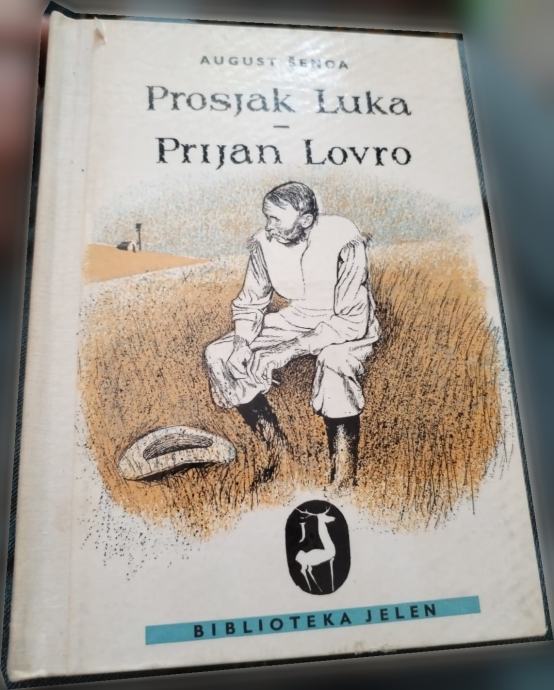 AUGUST ŠENOA
Prosjak Luka
–
Prijan Lovro
J
BIBLIOTEKA JELEN